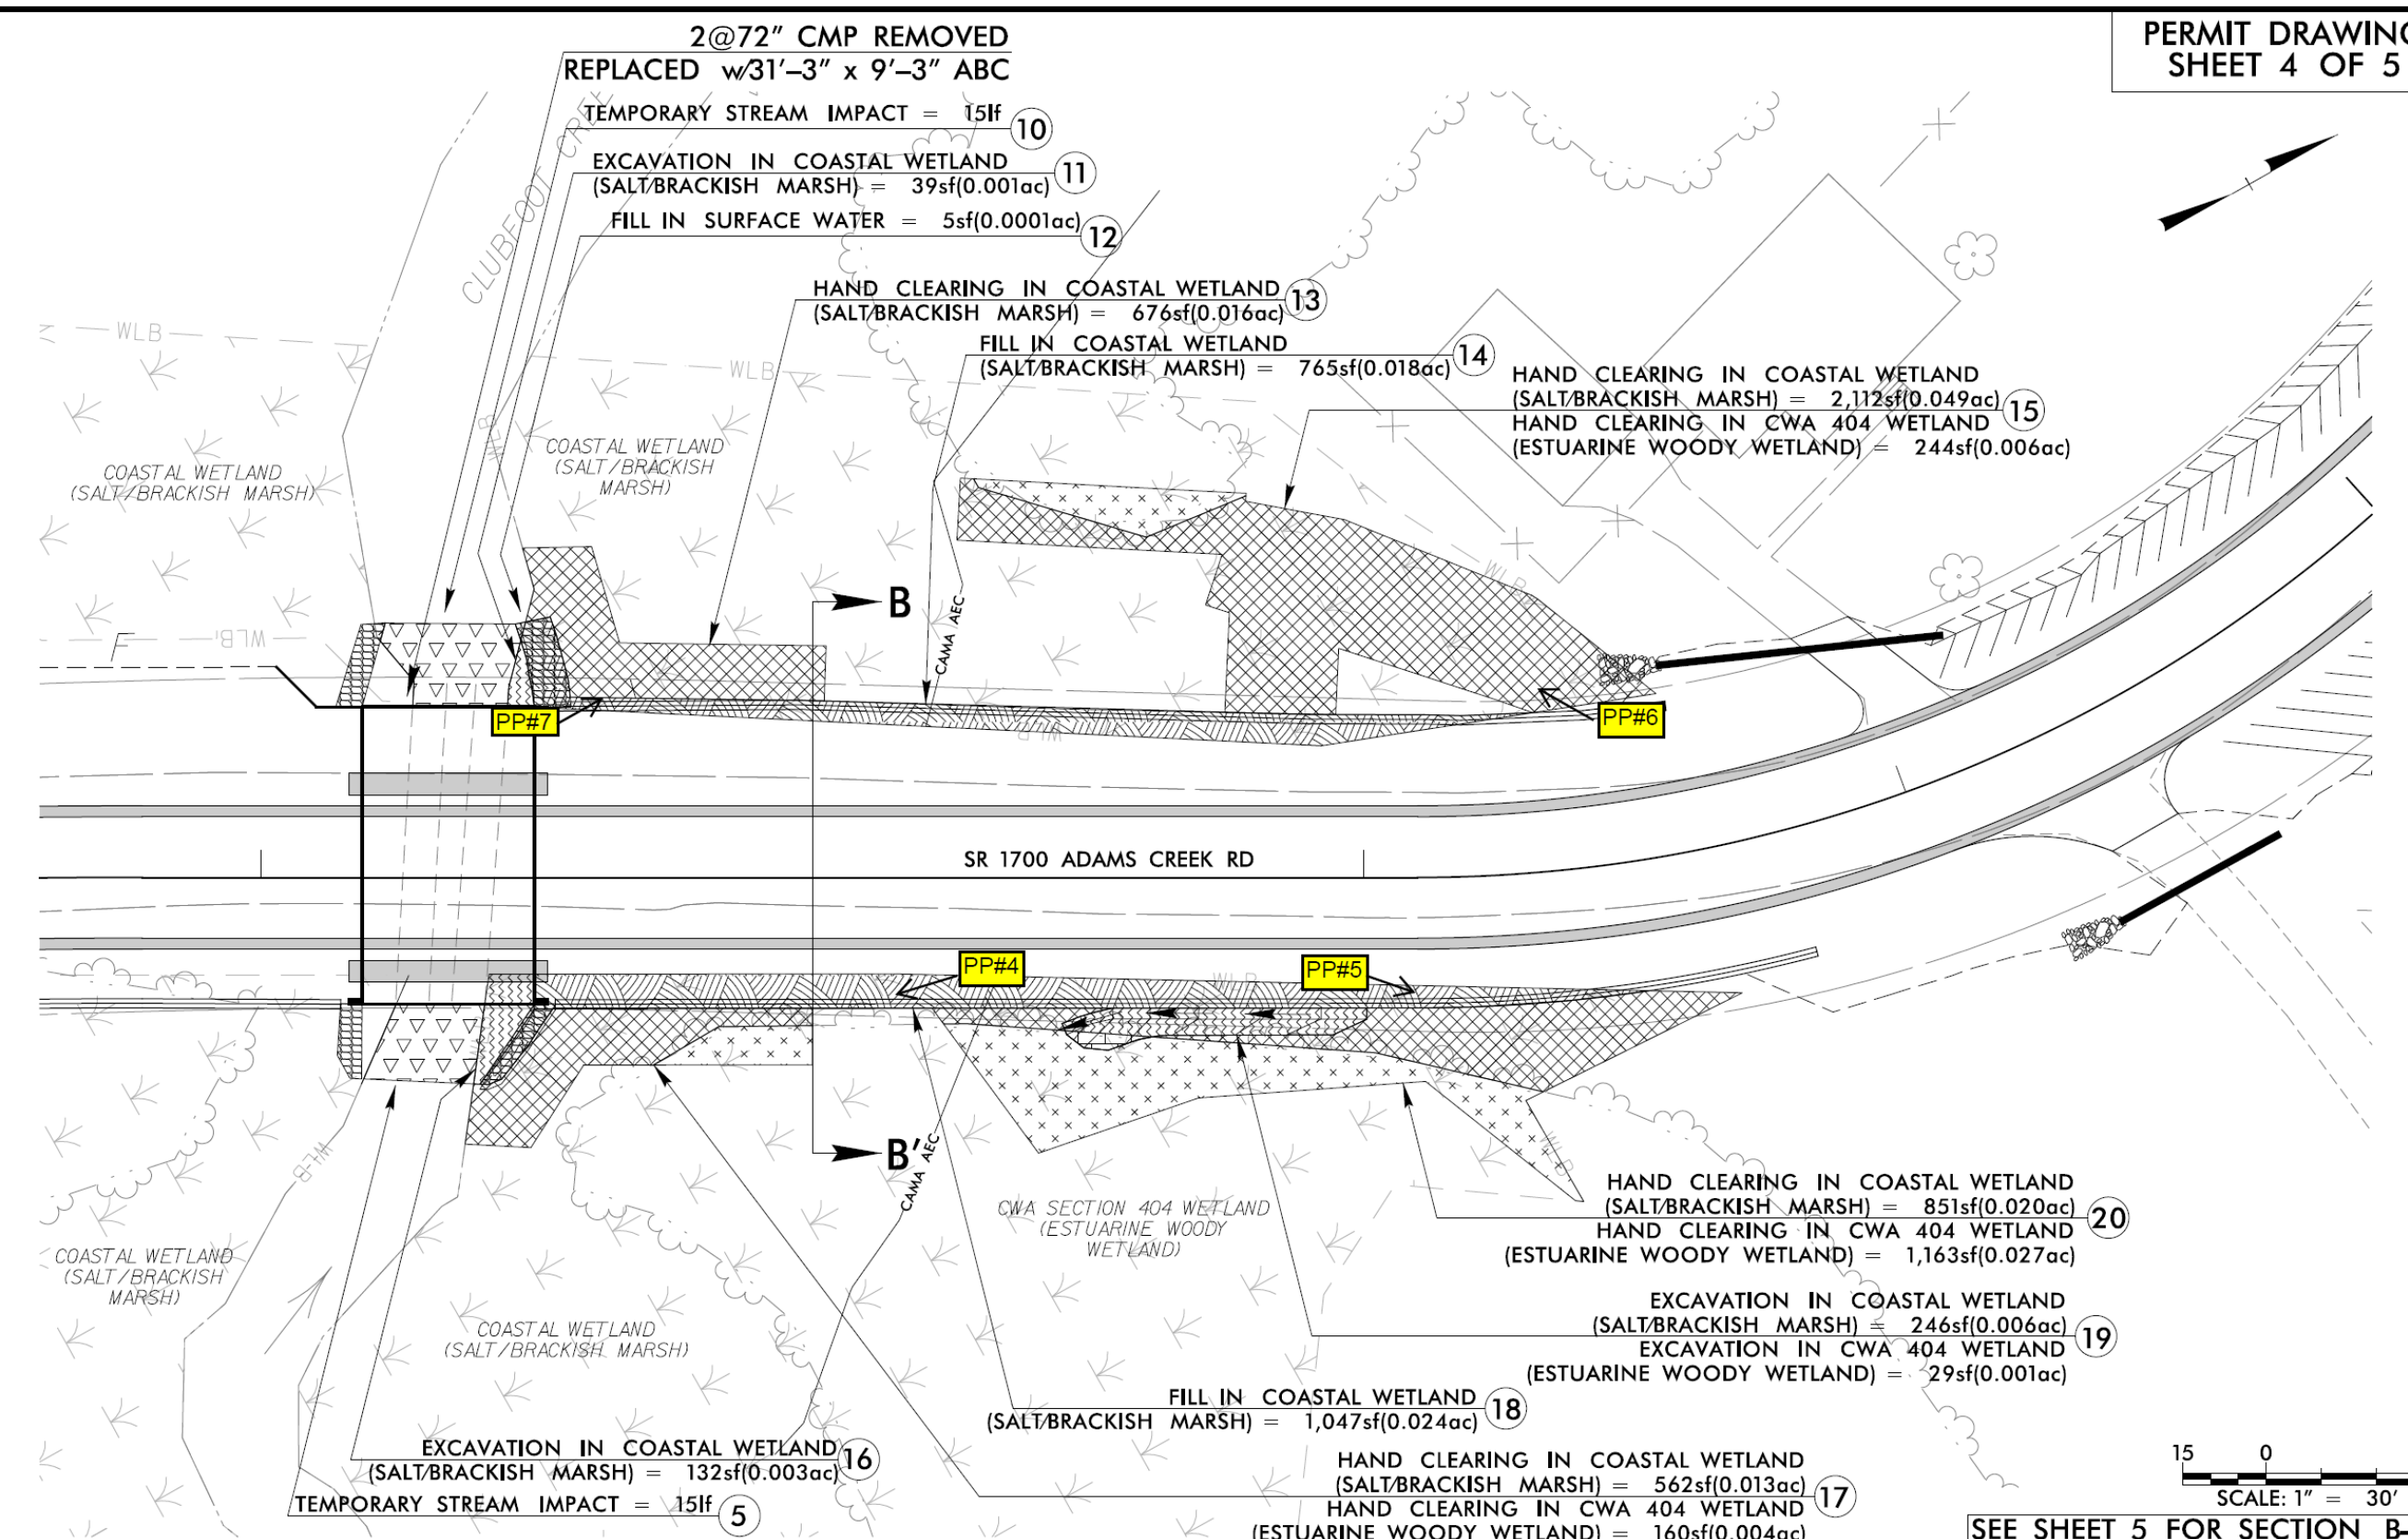 PERMIT DRAWING
SHEET 4 OF 5
2@72" CMP REMOVED
REPLACED w/31'-3" x 9'-3" ABC
TEMPORARY STREAM IMPACT = 15lf
10
EXCAVATION IN COASTAL WETLAND
(SALT/BRACKISH MARSH) = 39sf(0.001ac)
11
FILL IN SURFACE WATER = 5sf(0.0001ac)
12
CLUBFOOT CREEK
HAND CLEARING IN COASTAL WETLAND
(SALT/BRACKISH MARSH) = 676sf(0.016ac)
13
FILL IN COASTAL WETLAND
(SALT/BRACKISH MARSH) = 765sf(0.018ac)
14
HAND CLEARING IN COASTAL WETLAND
(SALT/BRACKISH MARSH) = 2,112sf(0.049ac)
HAND CLEARING IN CWA 404 WETLAND
(ESTUARINE WOODY WETLAND) = 244sf(0.006ac)
15
WLB
WLB
WLB
COASTAL WETLAND
(SALT/BRACKISH MARSH)
COASTAL WETLAND
(SALT/BRACKISH
MARSH)
WLB
B
CAMA AEC
F
WLB
PP#7
PP#6
WLB
SR 1700 ADAMS CREEK RD
PP#4
WLB
PP#5
WLB
B'
CAMA AEC
WLB
CWA SECTION 404 WETLAND
(ESTUARINE WOODY
WETLAND)
COASTAL WETLAND
(SALT/BRACKISH
MARSH)
COASTAL WETLAND
(SALT/BRACKISH MARSH)
HAND CLEARING IN COASTAL WETLAND
(SALT/BRACKISH MARSH) = 851sf(0.020ac)
HAND CLEARING IN CWA 404 WETLAND
(ESTUARINE WOODY WETLAND) = 1,163sf(0.027ac)
20
EXCAVATION IN COASTAL WETLAND
(SALT/BRACKISH MARSH) = 246sf(0.006ac)
EXCAVATION IN CWA 404 WETLAND
(ESTUARINE WOODY WETLAND) = 29sf(0.001ac)
19
FILL IN COASTAL WETLAND
(SALT/BRACKISH MARSH) = 1,047sf(0.024ac)
18
EXCAVATION IN COASTAL WETLAND
(SALT/BRACKISH MARSH) = 132sf(0.003ac)
16
TEMPORARY STREAM IMPACT = 15lf
5
HAND CLEARING IN COASTAL WETLAND
(SALT/BRACKISH MARSH) = 562sf(0.013ac)
HAND CLEARING IN CWA 404 WETLAND
(ESTUARINE WOODY WETLAND) = 160sf(0.004ac)
17
15 0
SCALE: 1" = 30'
SEE SHEET 5 FOR SECTION B-